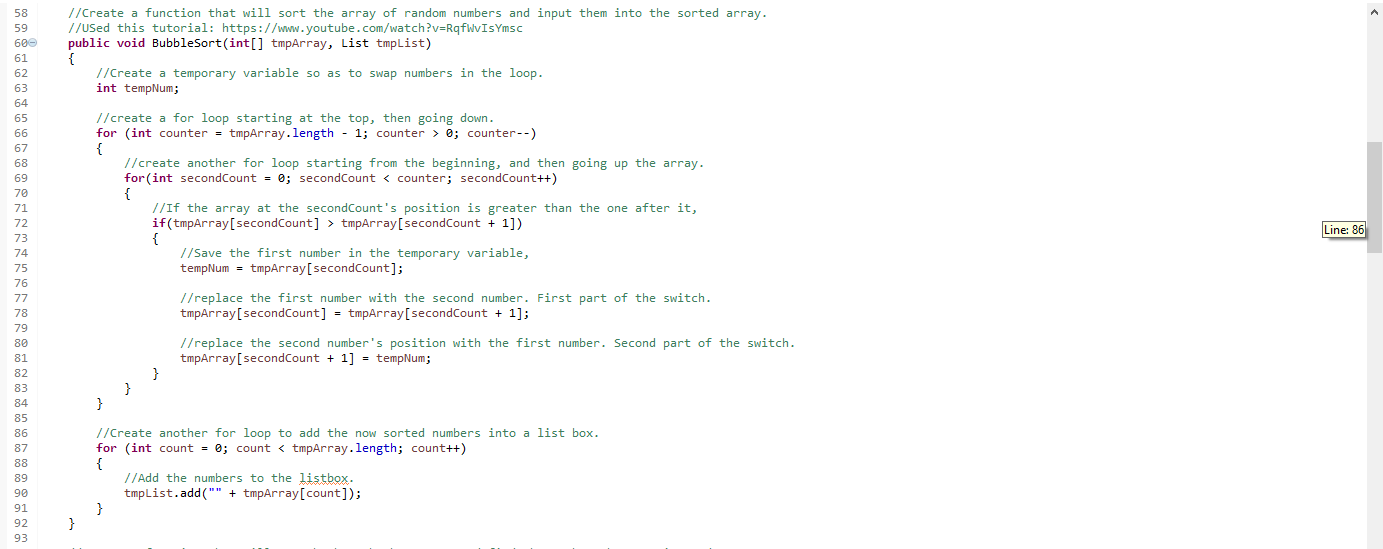 58 //Create a function that will sort the array of random numbers and input them into the sorted array.
59 //USed this tutorial: https://www.youtube.com/watch?v=RqfWvIsYmsc
60 public void BubbleSort(int[] tmpArray, List tmpList)
61 {
62 //Create a temporary variable so as to swap numbers in the loop.
63 int tempNum;
64
65 //create a for loop starting at the top, then going down.
66 for (int counter = tmpArray.length - 1; counter > 0; counter--)
67 {
68 //create another for loop starting from the beginning, and then going up the array.
69 for(int secondCount = 0; secondCount < counter; secondCount++)
70 {
71 //If the array at the secondCount's position is greater than the one after it,
72 if(tmpArray[secondCount] > tmpArray[secondCount + 1])
73 {
74 //Save the first number in the temporary variable,
75 tempNum = tmpArray[secondCount];
76
77 //replace the first number with the second number. First part of the switch.
78 tmpArray[secondCount] = tmpArray[secondCount + 1];
79
80 //replace the second number's position with the first number. Second part of the switch.
81 tmpArray[secondCount + 1] = tempNum;
82 }
83 }
84 }
85
86 //Create another for loop to add the now sorted numbers into a list box.
87 for (int count = 0; count < tmpArray.length; count++)
88 {
89 //Add the numbers to the listbox.
90 tmpList.add("" + tmpArray[count]);
91 }
92 }
93
Line: 86